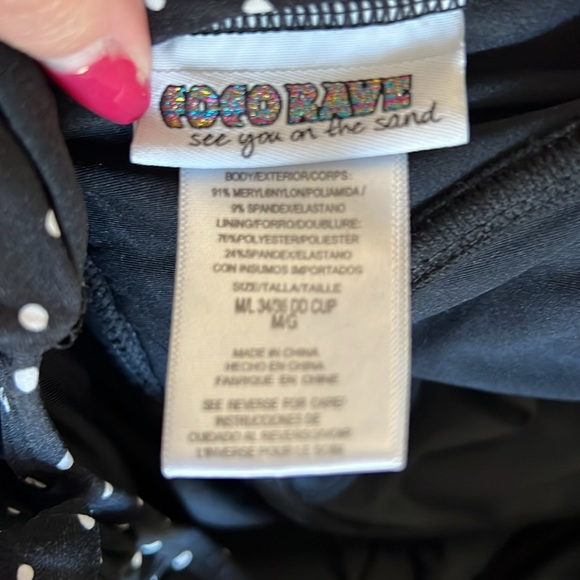 COCO RAVE
see you on the sand
BODY/EXTERIOR/CORPS:
91% MERYL®NYLON/POLIAMIDA/
9% SPANDEX/ELASTANO
LINING/FORRO/DOUBLURE:
76%POLYESTER/POLIESTER
24%SPANDEX/ELASTANO
CON INSUMOS IMPORTADOS
SIZE/TALLA/TAILLE
M/L 34/36 DD CUP
M/G
MADE IN CHINA
HECHO EN CHINA
FABRIQUE EN CHINE
SEE REVERSE FOR CARE/
INSTRUCCIONES DE
CUIDADO AL REVERSO/VOIR
L'INVERSE POUR LE SOIN